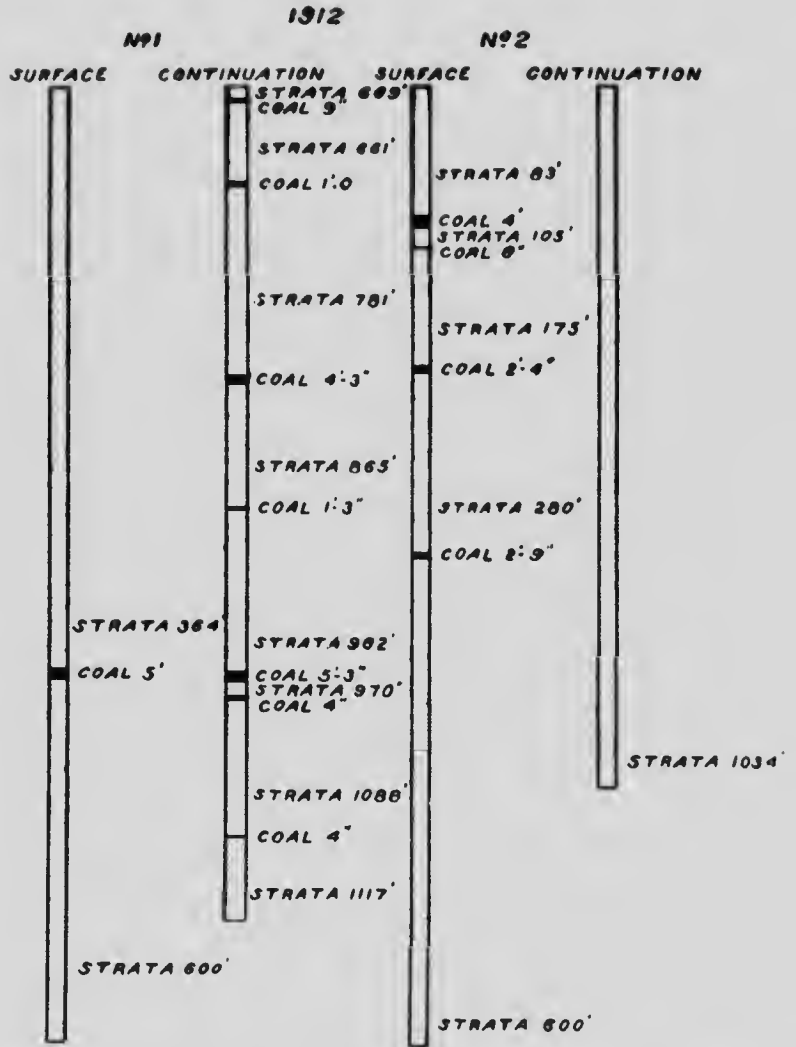 1912
Nº1
SURFACE
STRATA 364'
COAL 5'
STRATA 600'
CONTINUATION
STRATA 609'
COAL 9"
STRATA 661'
COAL 1'.0
STRATA 781'
COAL 4'-3"
STRATA 865'
COAL 1'-3"
STRATA 962'
COAL 5'-3"
STRATA 970'
COAL 4"
STRATA 1088'
COAL 4"
STRATA 1117'
Nº2
SURFACE
STRATA 83'
COAL 4'
STRATA 105'
COAL
STRATA 175'
COAL 2'-4"
STRATA 280'
COAL 2'-9"
STRATA 600'
CONTINUATION
STRATA 1034'